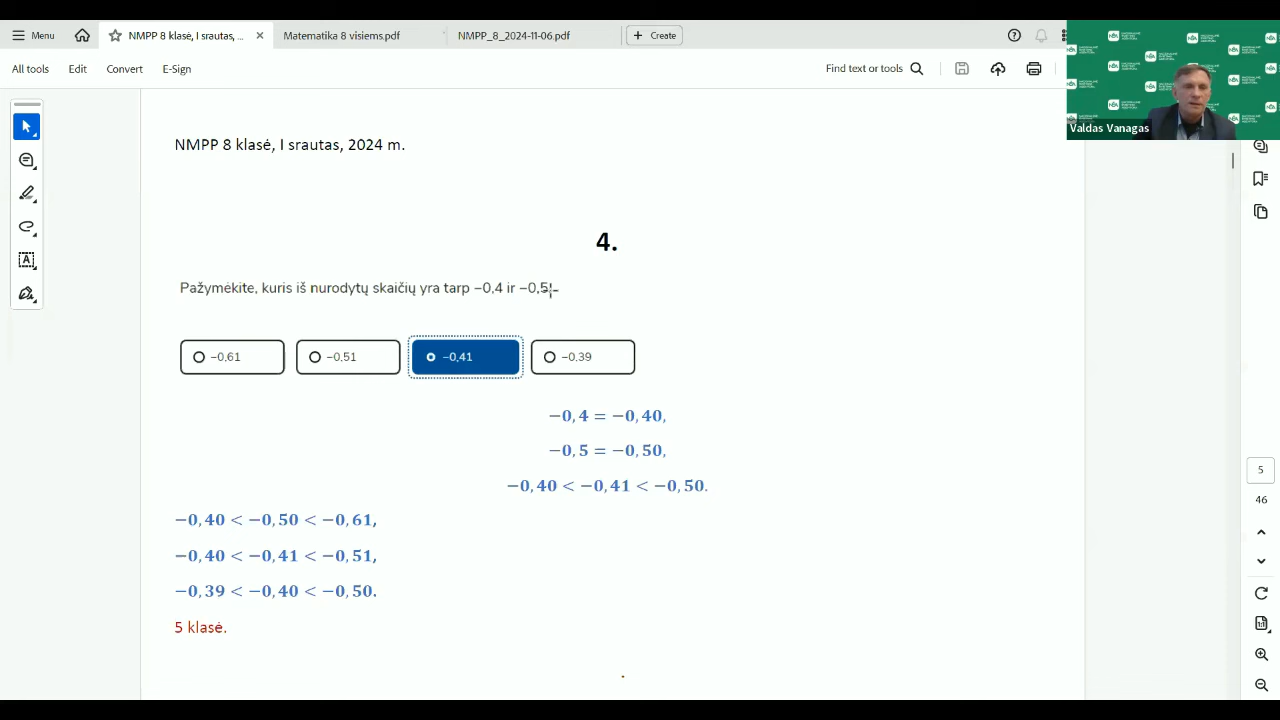 Menu
NMPP 8 klasė, I srautas, ...
Matematika 8 visiems.pdf
NMPP_8_2024-11-06.pdf
Create
All tools
Edit
Convert
E-Sign
Find text or tools
Valdas Vanagas
NMPP 8 klasė, I srautas, 2024 m.
4.
Pažymėkite, kuris iš nurodytų skaičių yra tarp −0,4 ir −0,5!
−0,61
−0,51
−0,41
−0,39
−0,4 = −0,40,
−0,5 = −0,50,
−0,40 < −0,41 < −0,50.
−0,40 < −0,50 < −0,61,
−0,40 < −0,41 < −0,51,
−0,39 < −0,40 < −0,50.
5 klasė.
5
46